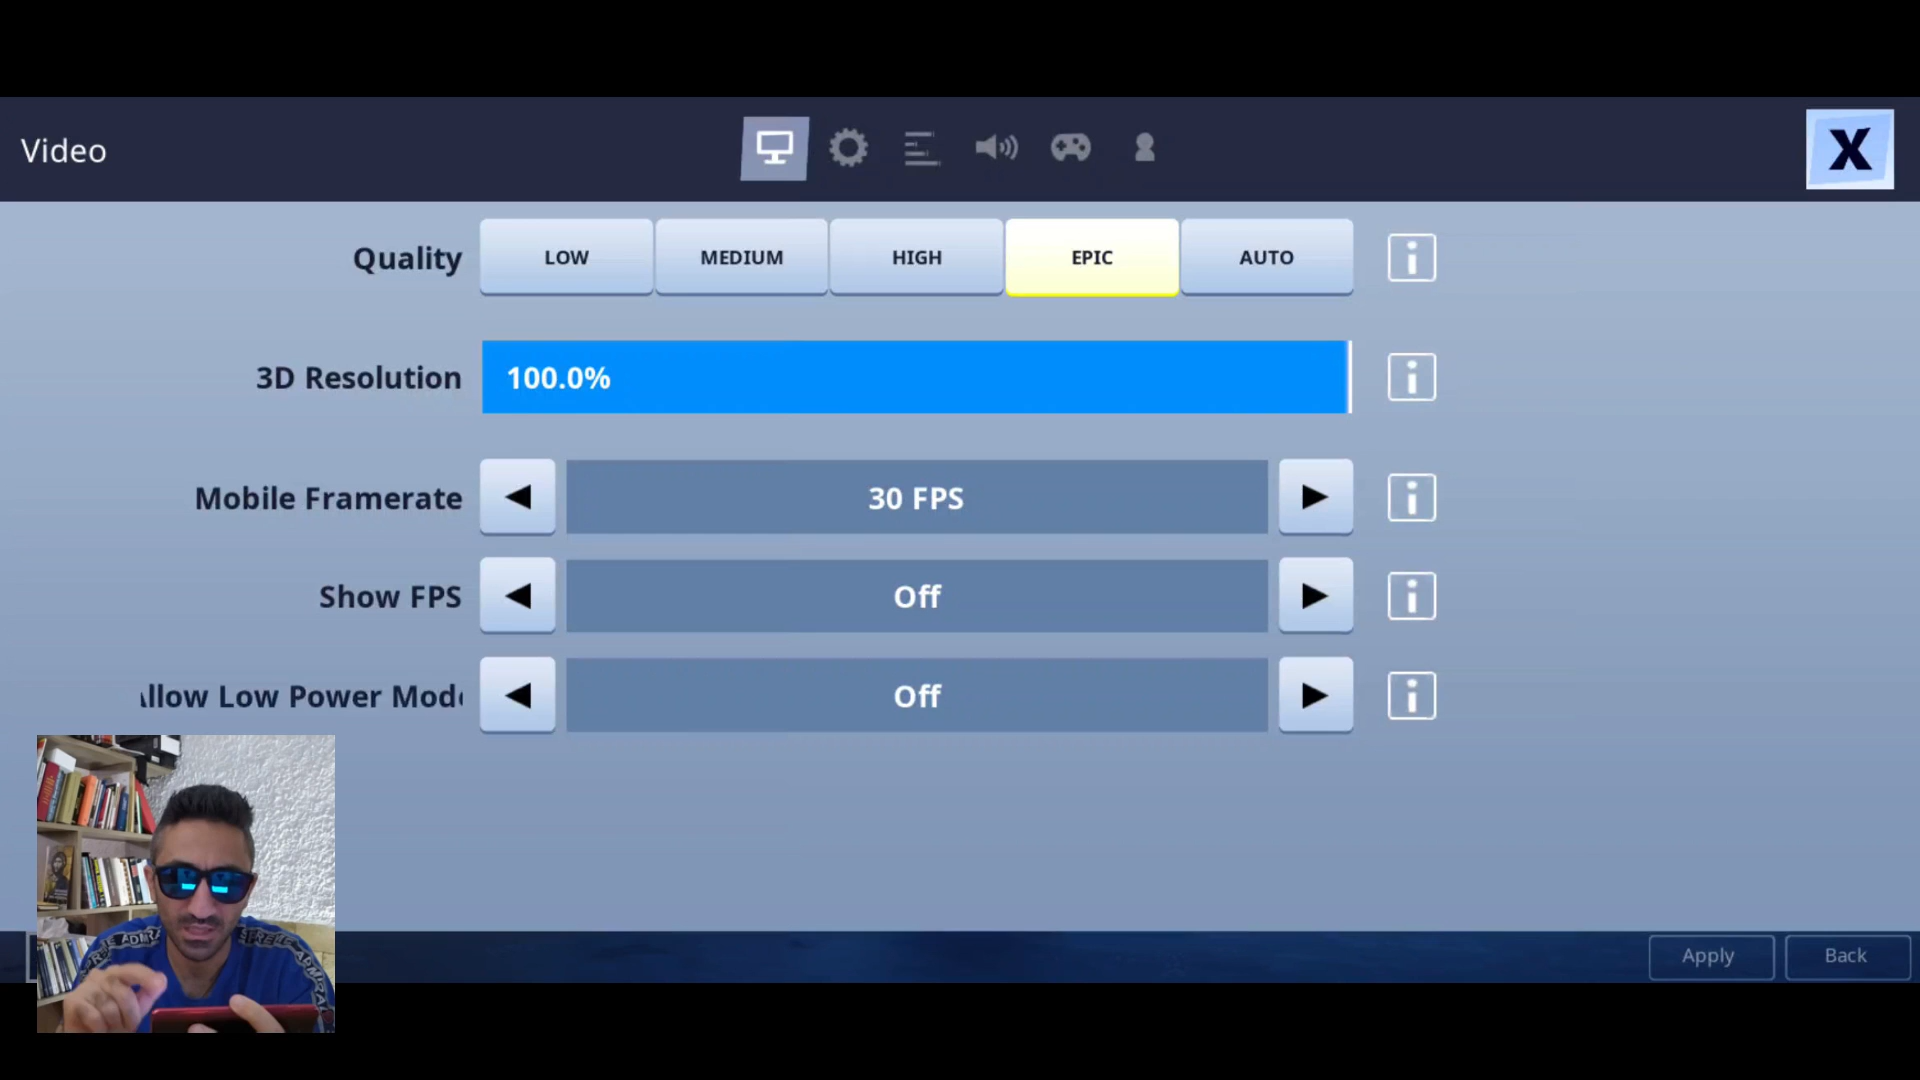 Video
X
Quality
LOW MEDIUM HIGH EPIC AUTO
3D Resolution 100.0%
Mobile Framerate 30 FPS
Show FPS Off
llow Low Power Mod Off
Apply Back